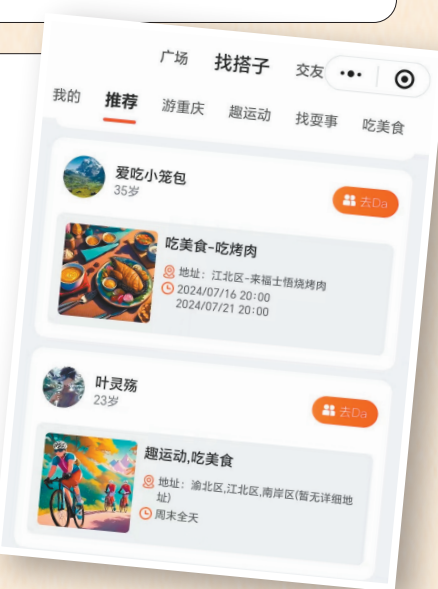 广场 找搭子 交友
我的 推荐 游重庆 趣运动 找耍事 吃美食
爱吃小笼包
35岁
去Da
吃美食-吃烤肉
地址：江北区-来福士悟烧烤肉
2024/07/16 20:00
2024/07/21 20:00
叶灵殇
23岁
去Da
趣运动,吃美食
地址：渝北区,江北区,南岸区(暂无详细地
址)
周末全天